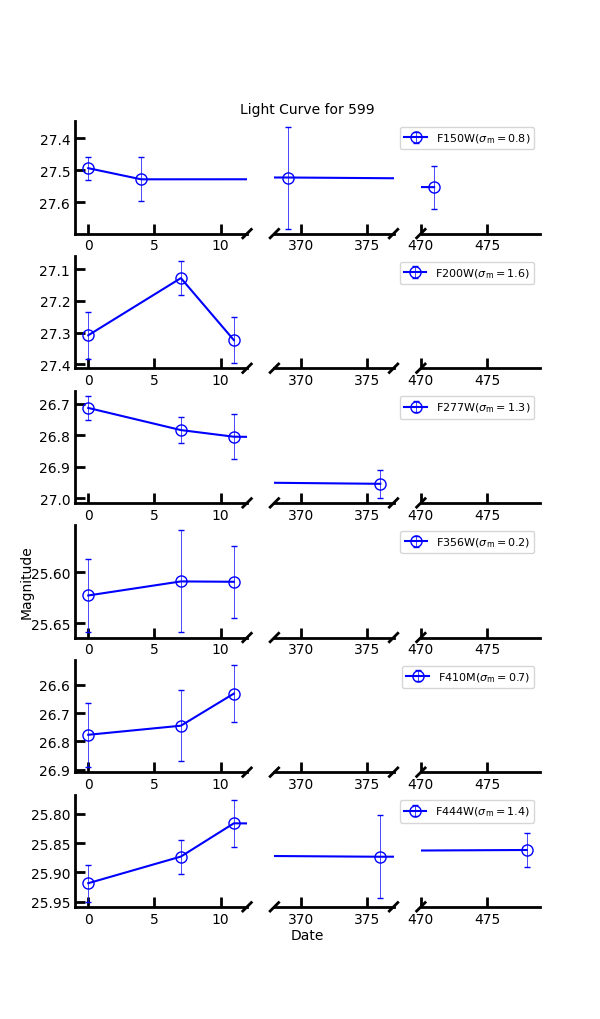 Light Curve for 599
F150W(σm = 0.8)
27.4
27.5
27.6
0 5 10 370 375 470 475
F200W(σm = 1.6)
27.1
27.2
27.3
27.4
0 5 10 370 375 470 475
F277W(σm = 1.3)
26.7
26.8
26.9
27.0
0 5 10 370 375 470 475
F356W(σm = 0.2)
25.60
25.65
Magnitude
0 5 10 370 375 470 475
F410M(σm = 0.7)
26.6
26.7
26.8
26.9
0 5 10 370 375 470 475
F444W(σm = 1.4)
25.80
25.85
25.90
25.95
0 5 10 370 375 470 475
Date